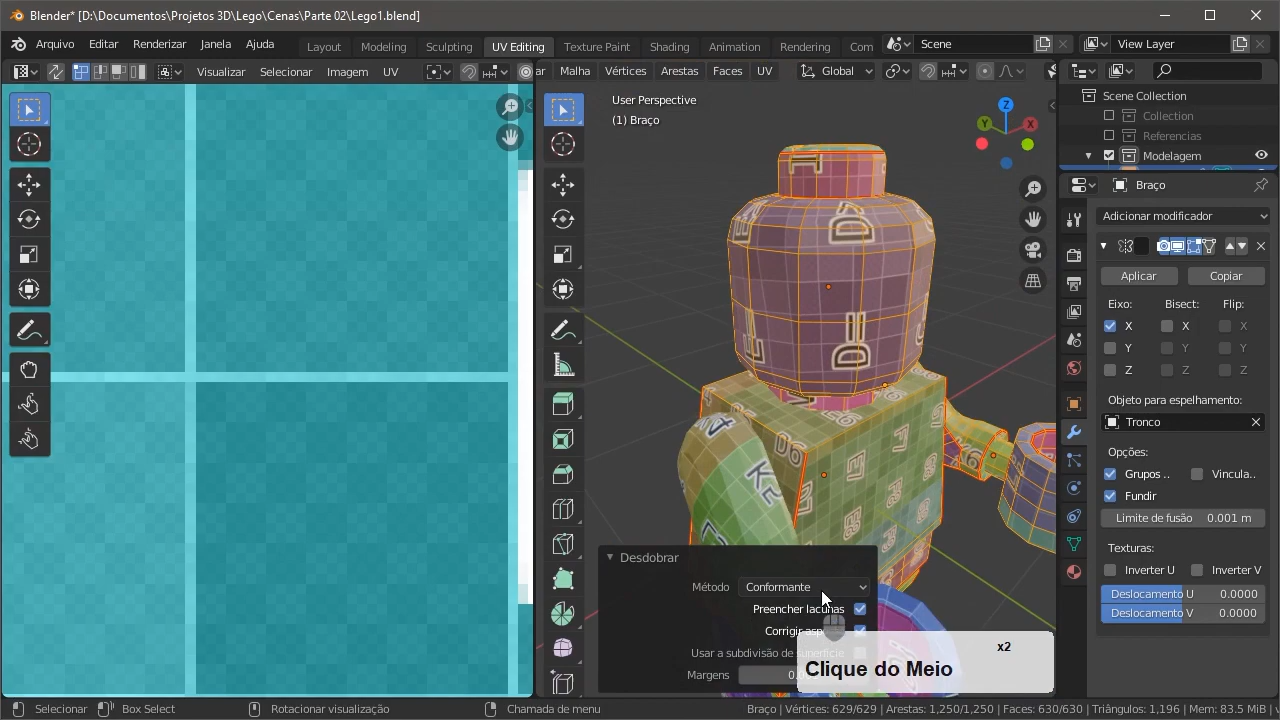 Blender* [D:\Documentos\Projetos 3D\Lego\Cenas\Parte 02\Lego1.blend]
Arquivo Editar Renderizar Janela Ajuda Layout Modeling Sculpting UV Editing Texture Paint Shading Animation Rendering Com Scene View Layer
Visualizar Selecionar Imagem UV ar Malha Vértices Arestas Faces UV Global
User Perspective
(1) Braço
Z
Y X
Scene Collection
Collection
Referencias
Modelagem
Braço
Adicionar modificador
Aplicar Copiar
Eixo: Bisect: Flip:
X X X
Y Y Y
Z Z Z
Objeto para espelhamento:
Tronco
Opções:
Grupos .. Vincula..
Fundir
Limite de fusão 0.001 m
Texturas:
Inverter U Inverter V
Deslocamento U 0.0000
Deslocamento V 0.0000
D6
K2
Desdobrar
Método Conformante
Preencher lacunas
Corrigir asp
Usar a subdivisão de superfície
Margens 0.0
x2
Clique do Meio
Selecionar Box Select Rotacionar visualização Chamada de menu Braço | Vértices: 629/629 | Arestas: 1,250/1,250 | Faces: 630/630 | Triângulos: 1,196 | Mem: 83.5 MiB | v